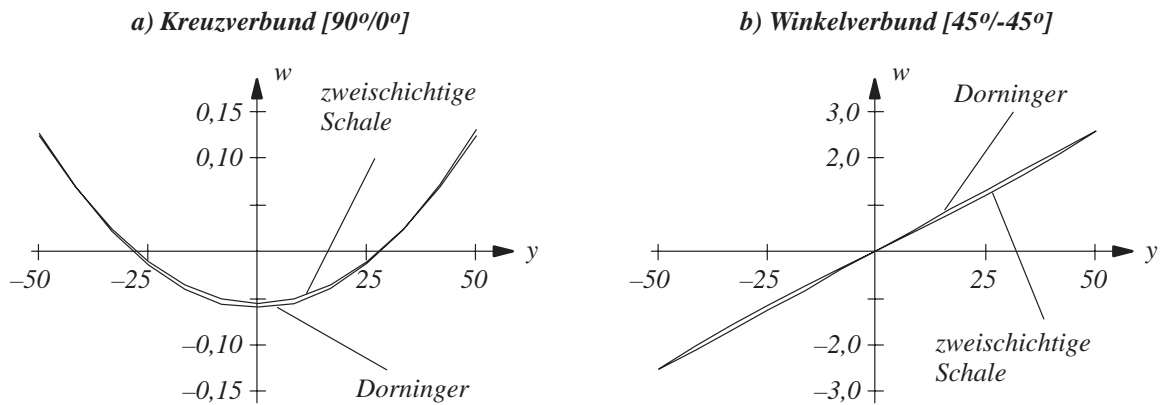 a) Kreuzverbund [90º/0º]
w
zweischichtige
Schale
0,15
0,10
–50
–25
25
50
y
–0,10
–0,15
Dorninger
b) Winkelverbund [45º/-45º]
w
Dorninger
3,0
2,0
–50
–25
25
50
y
–2,0
–3,0
zweischichtige
Schale